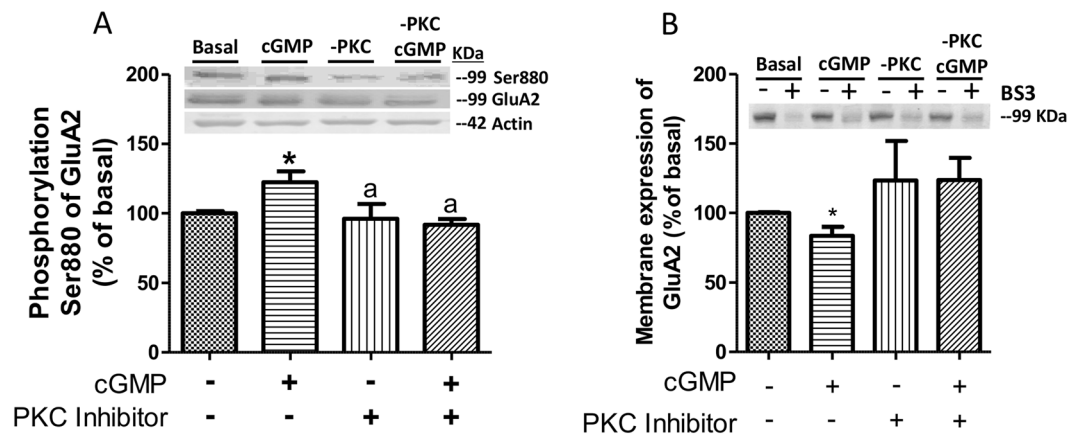 A
Basal cGMP -PKC -PKC cGMP KDa
--99 Ser880
--99 GluA2
--42 Actin
Phosphorylation
Ser880 of GluA2
(% of basal)
200
150
100
50
0
* a a
cGMP - + - +
PKC Inhibitor - - + +
B
Basal cGMP -PKC -PKC cGMP
- + - + - + - + BS3
--99 KDa
Membrane expression of
GluA2 (%of basal)
200
150
100
50
0
*
cGMP - + - +
PKC Inhibitor - - + +